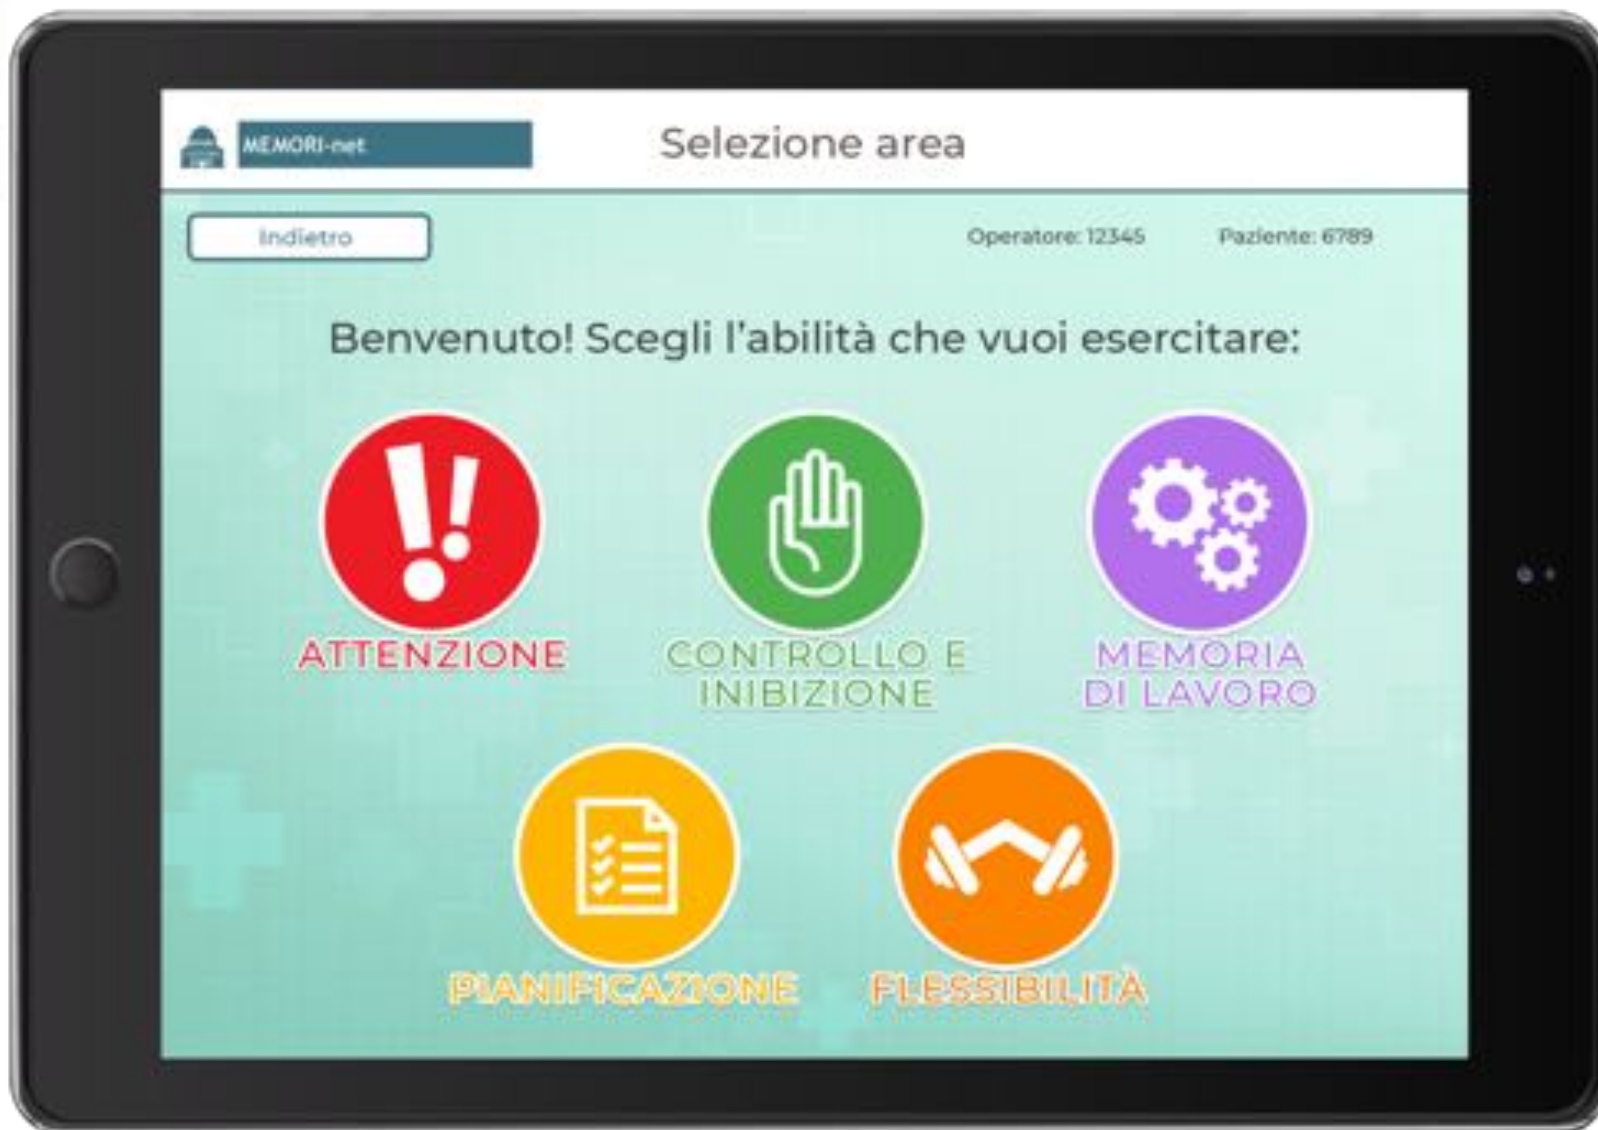 MEMORI-net
Selezione area
Indietro
Operatore: 12345
Paziente: 6789
Benvenuto! Scegli l'abilità che vuoi esercitare:
ATTENZIONE
CONTROLLO E
INIBIZIONE
MEMORIA
DI LAVORO
PIANIFICAZIONE
FLESSIBILITÀ